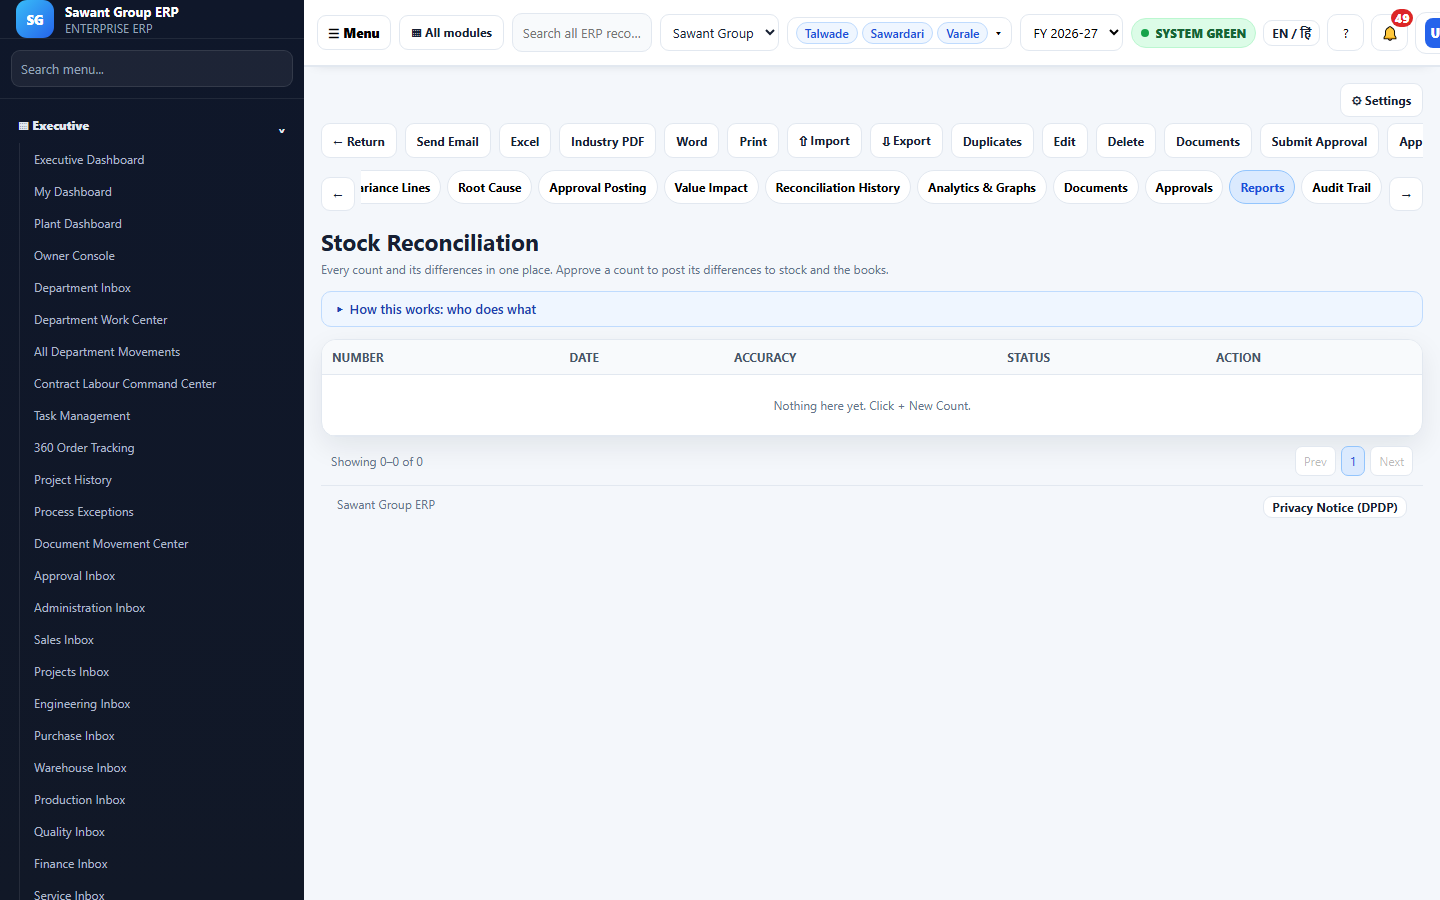 SG
Sawant Group ERP
ENTERPRISE ERP
Search menu...
▦ Executive
Executive Dashboard
My Dashboard
Plant Dashboard
Owner Console
Department Inbox
Department Work Center
All Department Movements
Contract Labour Command Center
Task Management
360 Order Tracking
Project History
Process Exceptions
Document Movement Center
Approval Inbox
Administration Inbox
Sales Inbox
Projects Inbox
Engineering Inbox
Purchase Inbox
Warehouse Inbox
Production Inbox
Quality Inbox
Finance Inbox
Service Inbox
☰ Menu
▦ All modules
Search all ERP reco...
Sawant Group
Talwade Sawardari Varale
FY 2026-27
SYSTEM GREEN
EN / हिं
?
49
U
⚙ Settings
← Return Send Email Excel Industry PDF Word Print ⇧ Import ⇩ Export Duplicates Edit Delete Documents Submit Approval App
← ariance Lines Root Cause Approval Posting Value Impact Reconciliation History Analytics & Graphs Documents Approvals Reports Audit Trail →
Stock Reconciliation
Every count and its differences in one place. Approve a count to post its differences to stock and the books.
▸ How this works: who does what
NUMBER DATE ACCURACY STATUS ACTION
Nothing here yet. Click + New Count.
Showing 0–0 of 0
Prev 1 Next
Sawant Group ERP
Privacy Notice (DPDP)